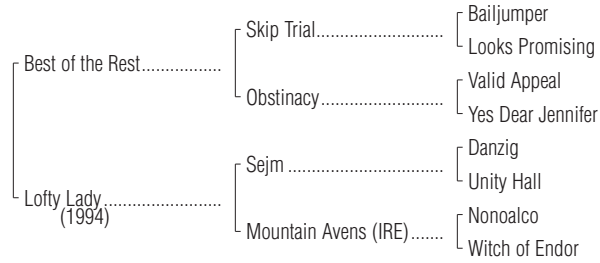 Bailjumper
Skip Trial....................................
Looks Promising
Best of the Rest.................
Valid Appeal
Obstinacy ...................................
Yes Dear Jennifer
Danzig
Sejm ............................................
Unity Hall
Lofty Lady.........................
(1994)
Nonoalco
Mountain Avens (IRE).......
Witch of Endor